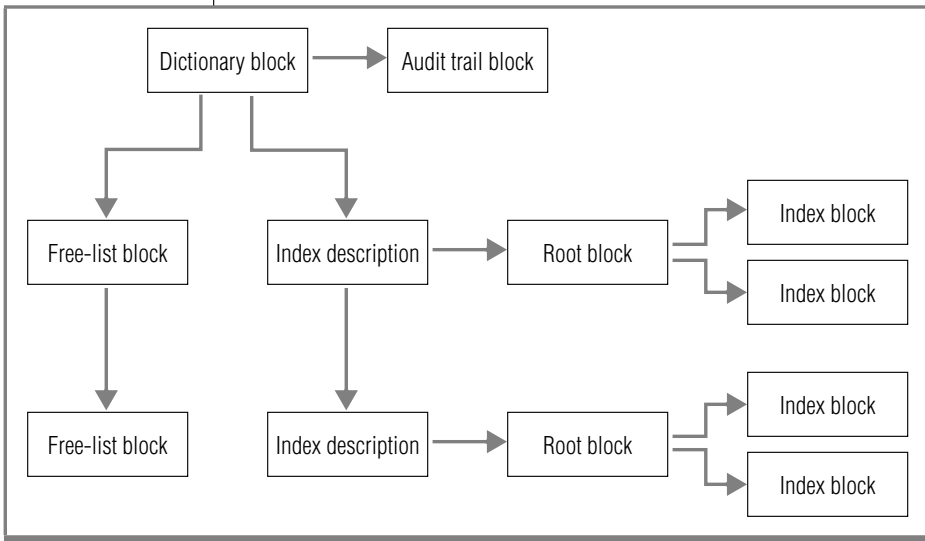 Dictionary block
Audit trail block
Index block
Free-list block
Index description
Root block
Index block
Index block
Free-list block
Index description
Root block
Index block